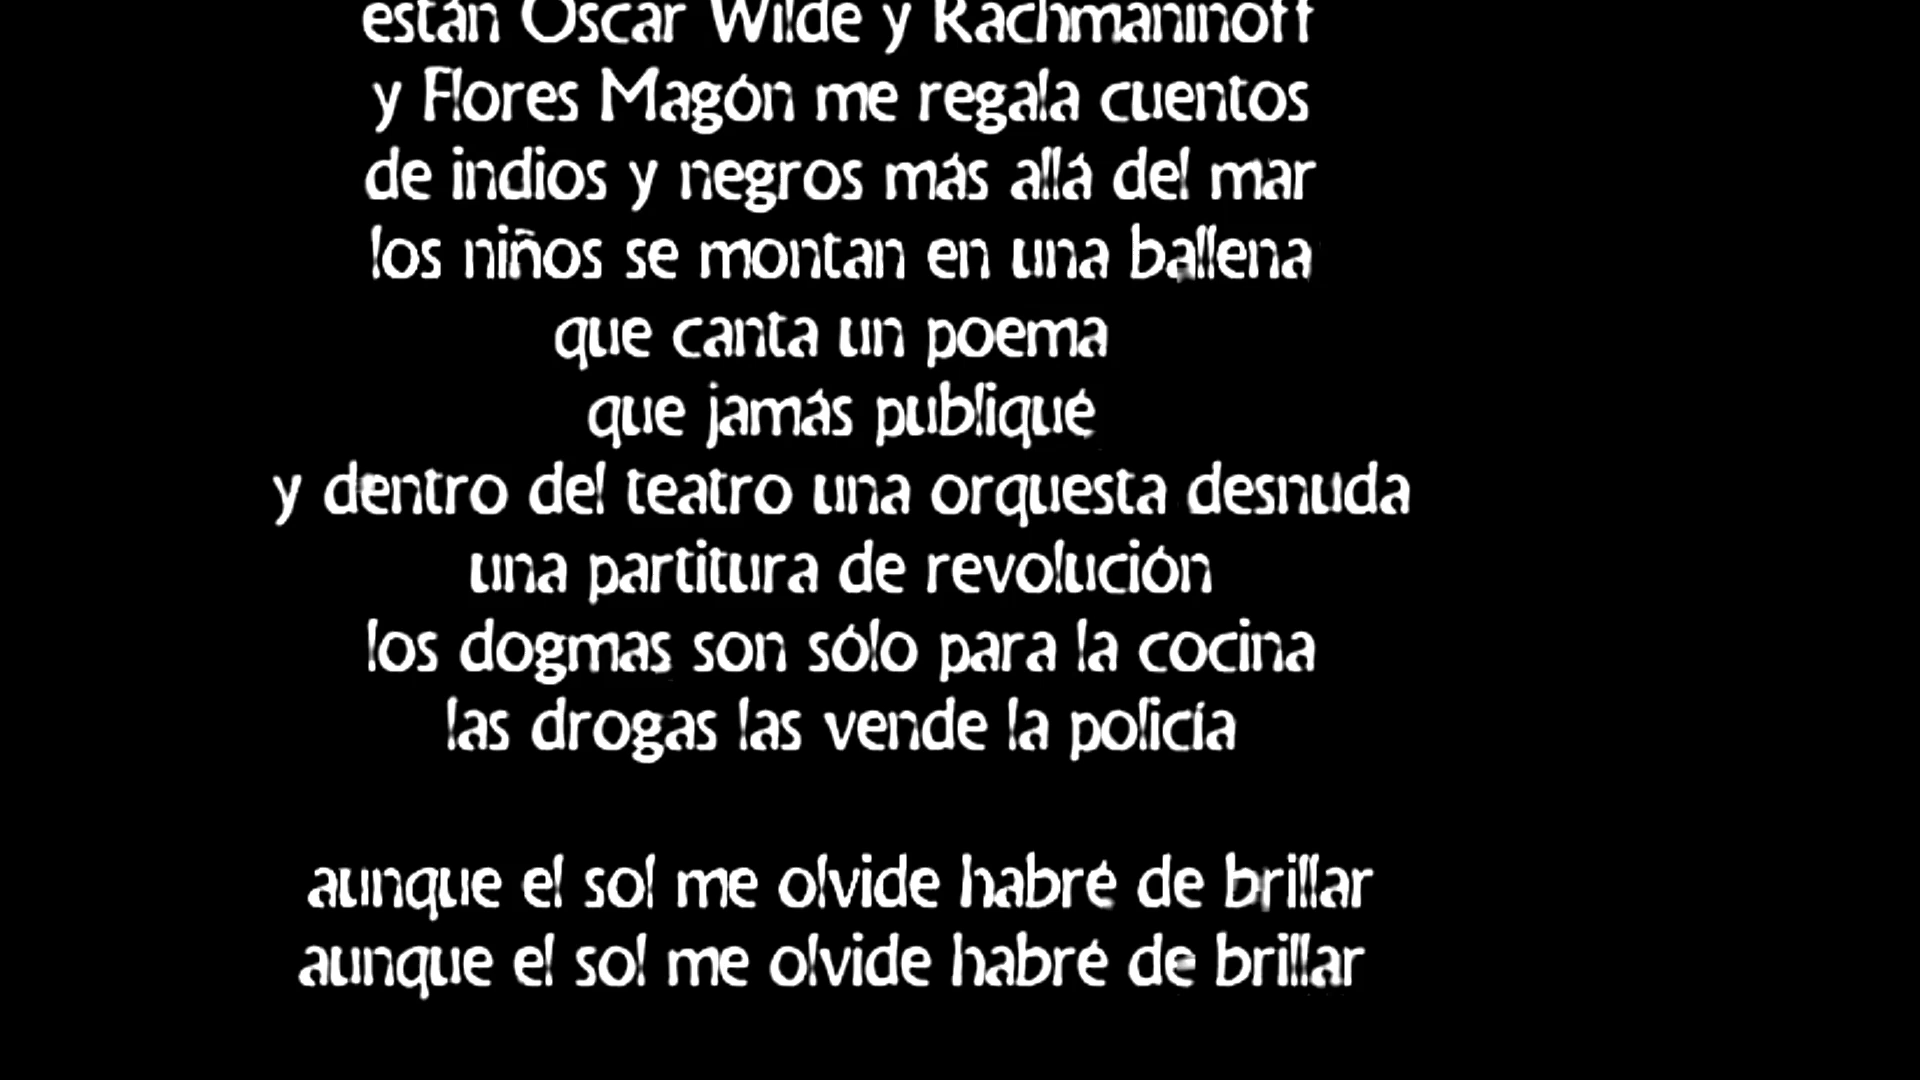 están Oscar Wilde y Rachmaninoff
y Flores Magón me regala cuentos
de indios y negros más allá del mar
los niños se montan en una ballena
que canta un poema
que jamás publiqué
y dentro del teatro una orquesta desnuda
una partitura de revolución
los dogmas son sólo para la cocina
las drogas las vende la policía
aunque el sol me olvide habré de brillar
aunque el sol me olvide habré de brillar